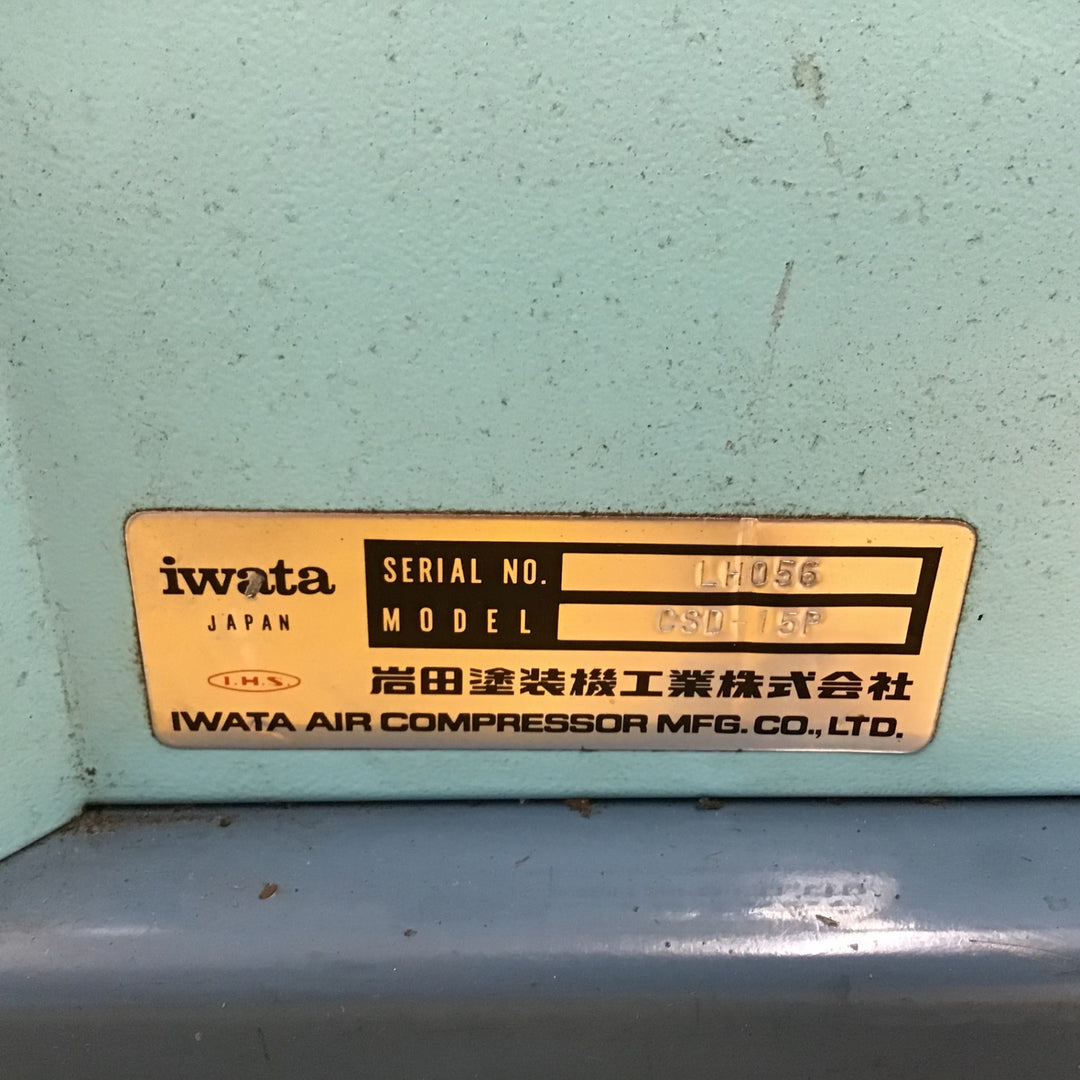 iwata
JAPAN
SERIAL NO. LH056
MODEL CSD-15P
I.H.S.
岩田塗装機工業株式会社
IWATA AIR COMPRESSOR MFG. CO., LTD.